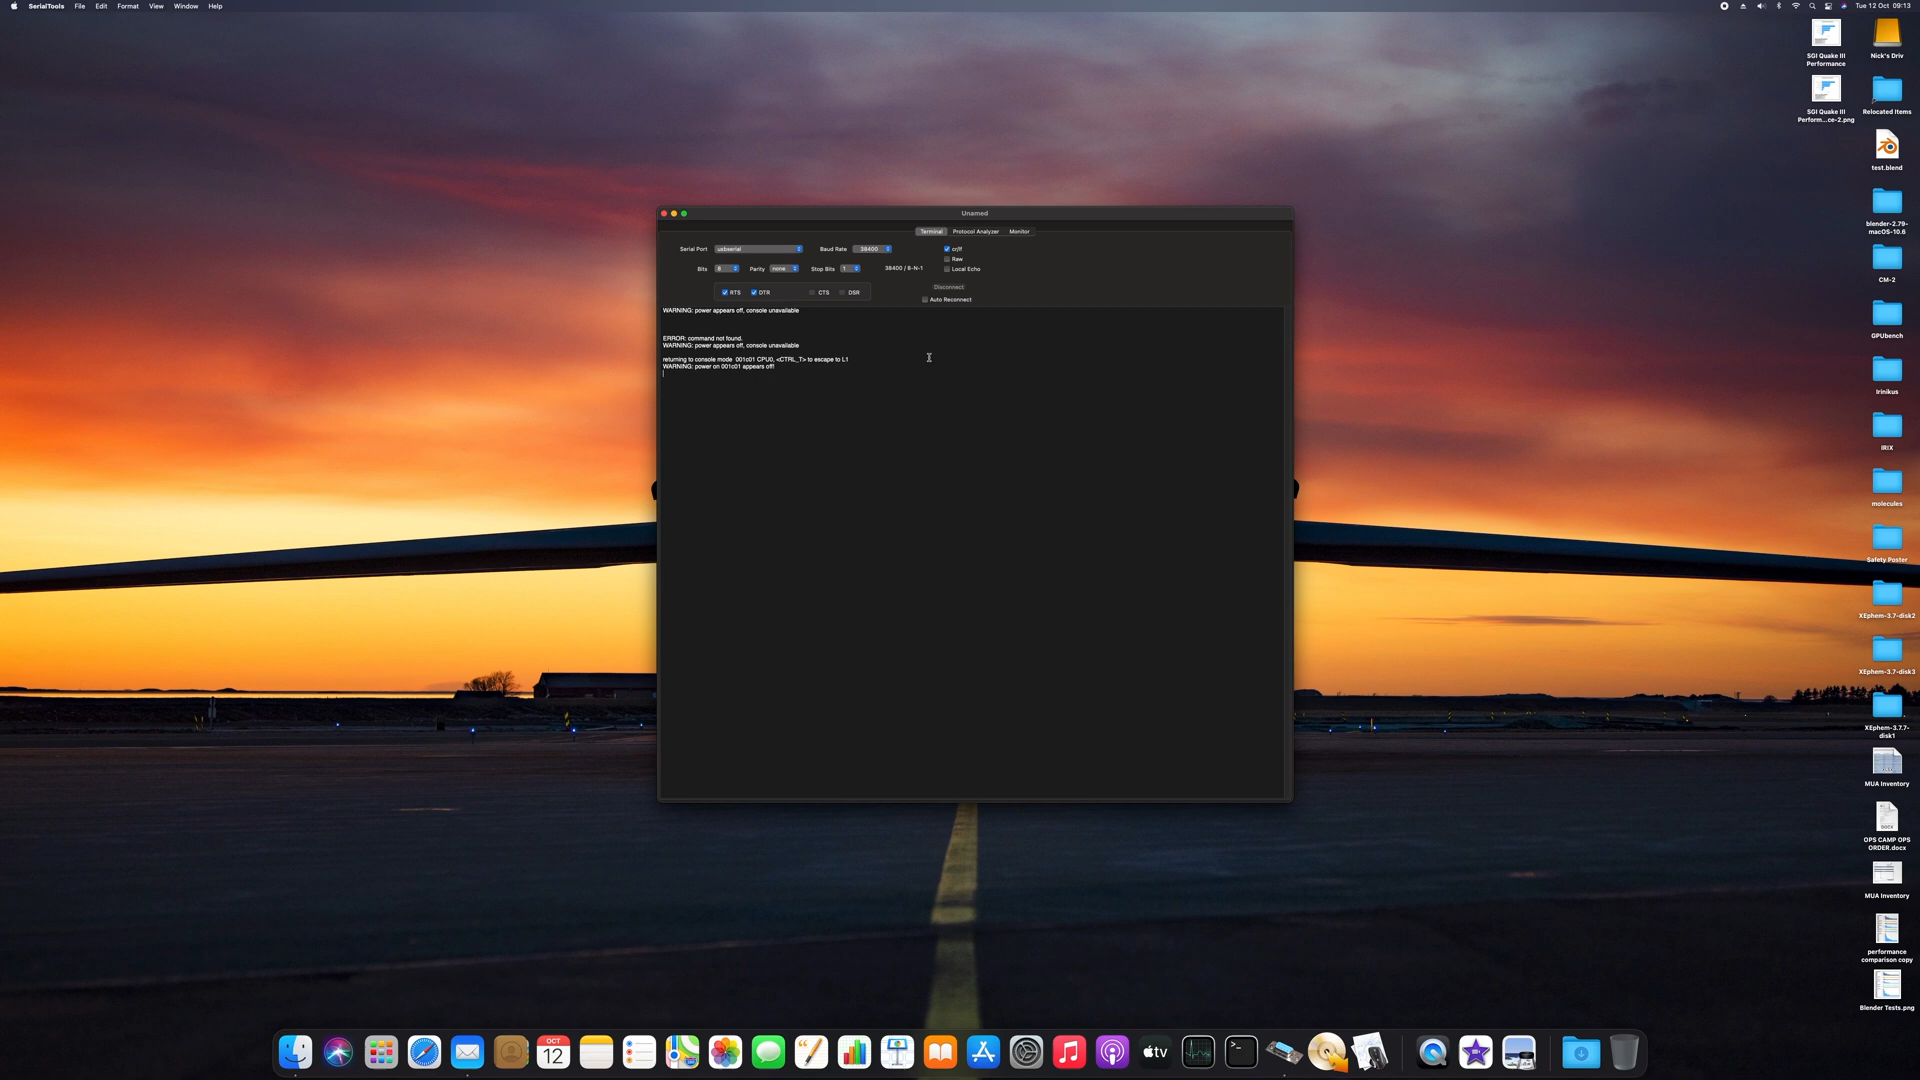 SerialTools File Edit Format View Window Help
Tue 12 Oct 09:13
SGI Quake III
Performance
Nick's Driv
SGI Quake III
Perform...ce-2.png
Relocated Items
test.blend
blender-2.79-
macOS-10.6
CM-2
GPUbench
Irinikus
IRIX
molecules
Safety Poster
XEphem-3.7-disk2
XEphem-3.7-disk3
XEphem-3.7.7-
disk1
MUA Inventory
DOCX
OPS CAMP OPS
ORDER.docx
MUA Inventory
performance
comparison copy
Blender Tests.png
Unamed
Terminal Protocol Analyzer Monitor
Serial Port usbserial Baud Rate 38400 cr/lf
Raw
Bits 8 Parity none Stop Bits 1 38400 / 8-N-1 Local Echo
Disconnect
RTS DTR CTS DSR
Auto Reconnect
WARNING: power appears off, console unavailable
ERROR: command not found.
WARNING: power appears off, console unavailable
returning to console mode 001c01 CPU0, <CTRL_T> to escape to L1
WARNING: power on 001c01 appears off!
OCT
12
tv
>_